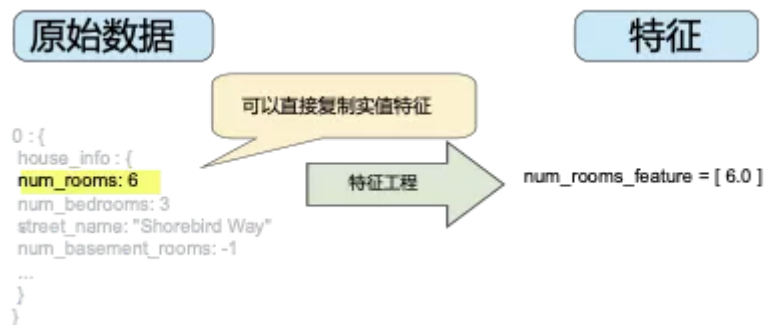 原始数据
特征
可以直接复制实值特征
0 : {
house_info : {
num_rooms: 6
num_bedrooms: 3
street_name: "Shorebird Way"
num_basement_rooms: -1
...
}
}
特征工程
num_rooms_feature = [ 6.0 ]